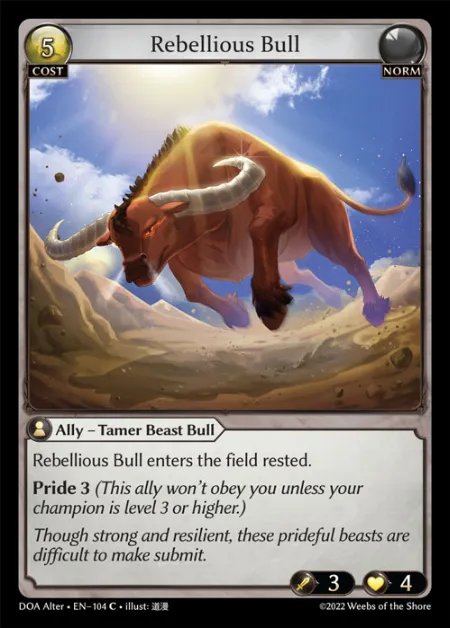 5
Rebellious Bull
COST
NORM
Ally – Tamer Beast Bull
Rebellious Bull enters the field rested.
Pride 3 (This ally won't obey you unless your
champion is level 3 or higher.)
Though strong and resilient, these prideful beasts are
difficult to make submit.
3
4
DOA Alter • EN-104 C • illust: 道漫
©2022 Weebs of the Shore